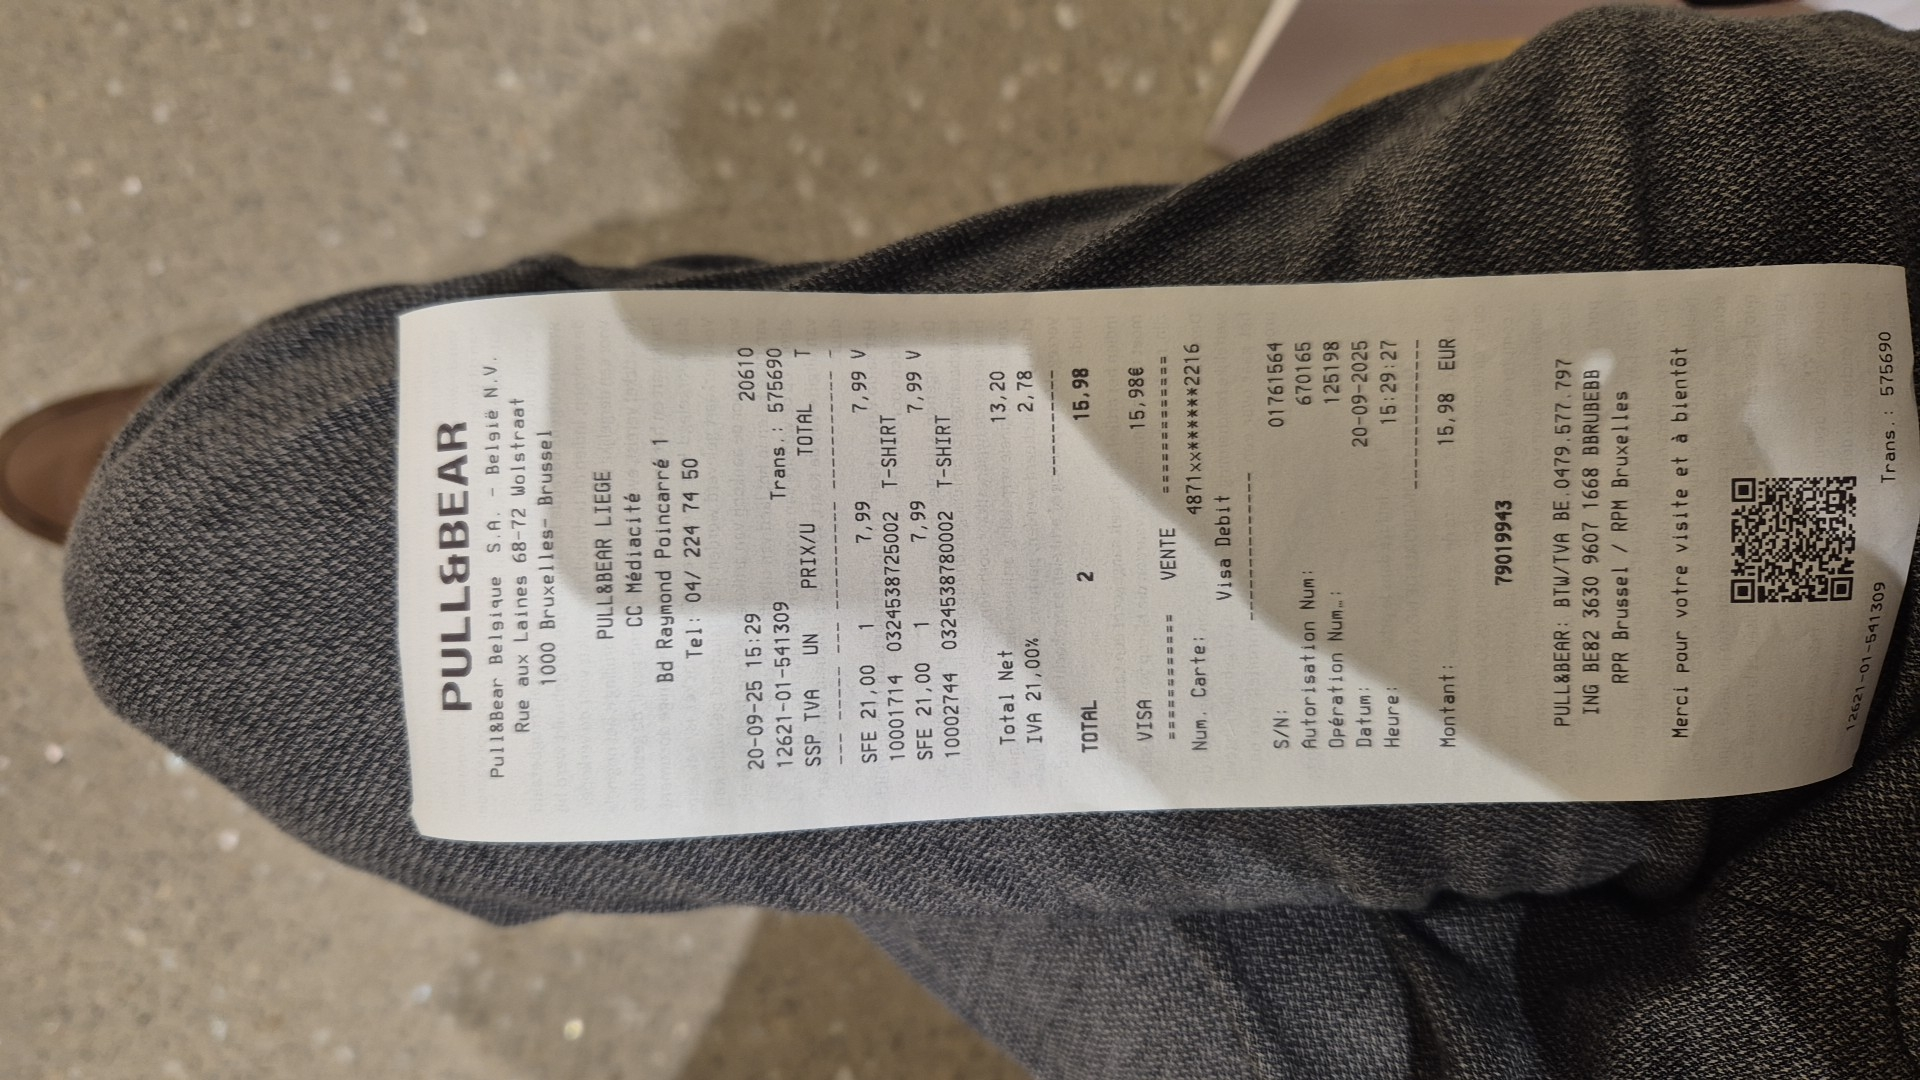 PULL&BEAR
Pull&Bear Belgique S.A. - België N.V.
Rue aux Laines 68-72 Wolstraat
1000 Bruxelles- Brussel
PULL&BEAR LIEGE
CC Médiacité
Bd Raymond Poincarré 1
Tel: 04/ 224 74 50
20-09-25 15:29 20610
12621-01-541309 Trans.: 575690
SSP TVA UN PRIX/U TOTAL T
--- ----- --- -------- --------- -
SFE 21,00 1 7,99 7,99 V
10001714 0324538725002 T-SHIRT
SFE 21,00 1 7,99 7,99 V
10002744 03245387 80002 T-SHIRT
Total Net 13,20
IVA 21,00% 2,78
----------
TOTAL 2 15,98
VISA 15,98€
=========== VENTE ============
Num. Carte: 4871xx********2216
Visa Debit
---------------
S/N: 01761564
Autorisation Num: 670165
Opération Num…: 125198
Datum: 20-09-2025
Heure: 15:29:27
---------------
Montant: 15,98 EUR
79019943
PULL&BEAR: BTW/TVA BE.0479.577.797
ING BE82 3630 9607 1668 BBRUBEBB
RPR Brussel / RPM Bruxelles
Merci pour votre visite et à bientôt
12621-01-541309 Trans.: 575690